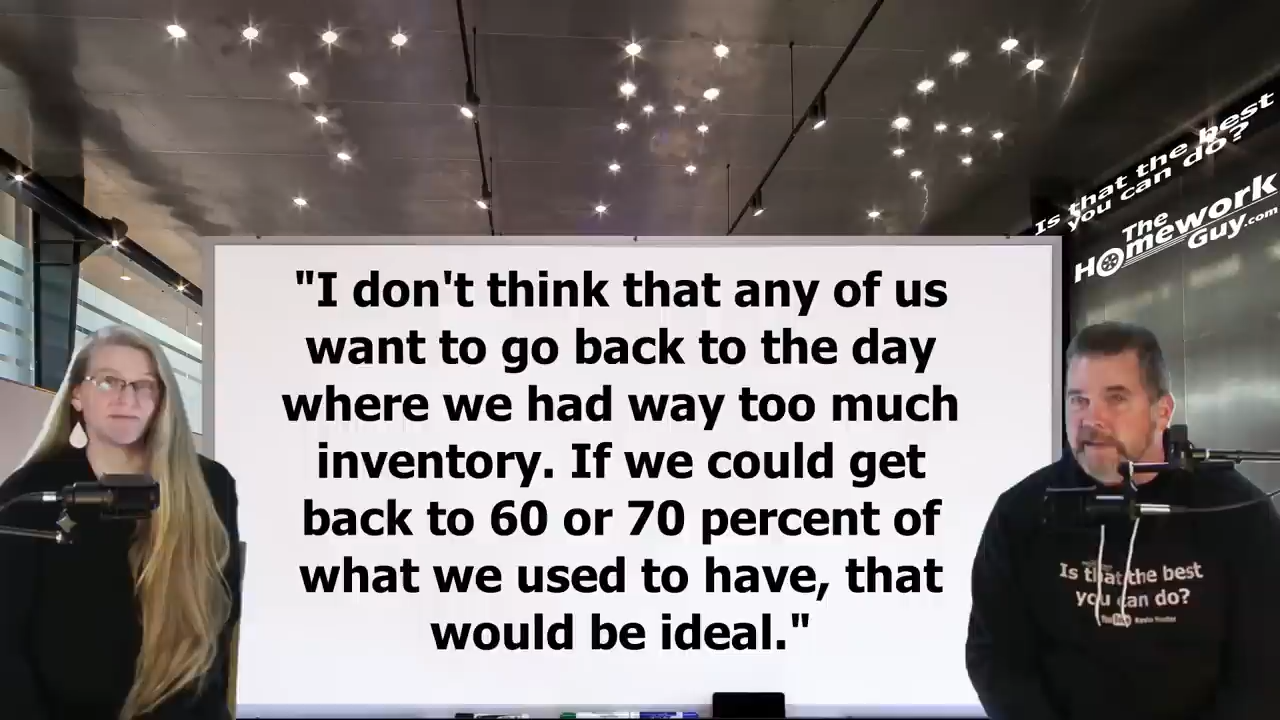 Is that the best
you can do?
The
Homework
Guy.com
"I don't think that any of us
want to go back to the day
where we had way too much
inventory. If we could get
back to 60 or 70 percent of
what we used to have, that
would be ideal."
Is that the best
you can do?